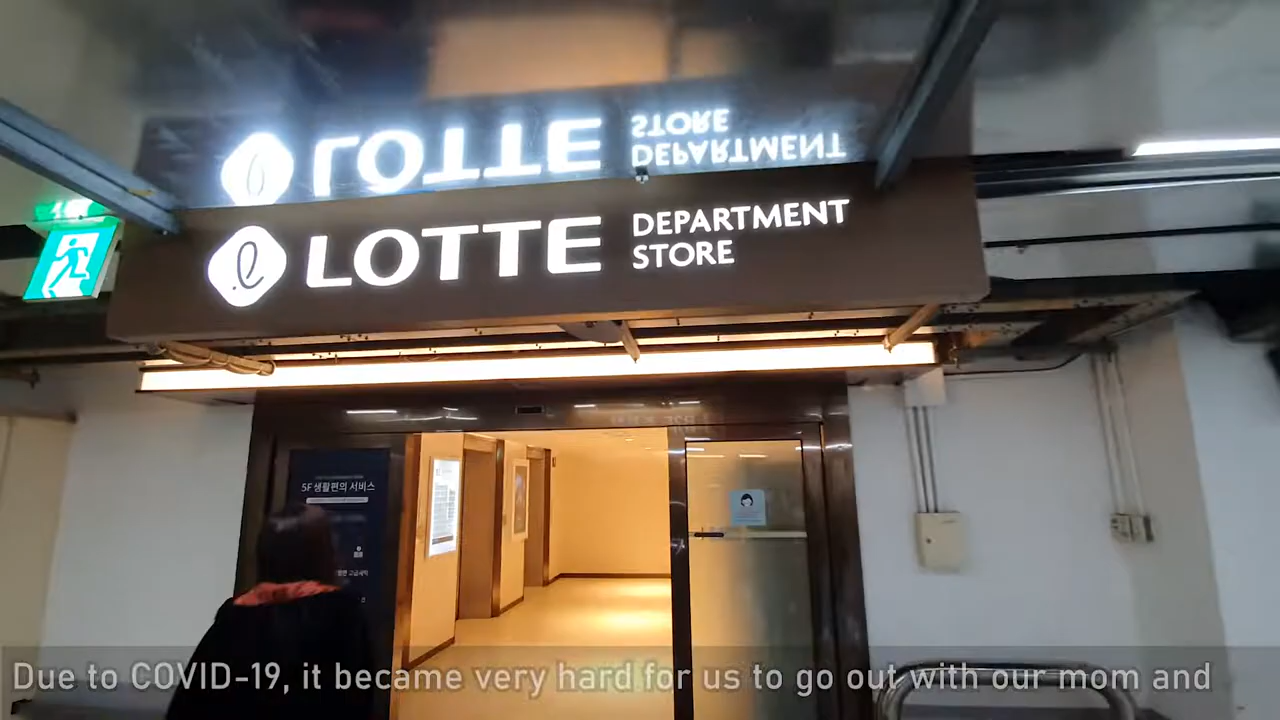 LOTTE DEPARTMENT STORE
LOTTE
DEPARTMENT
STORE
5F 생활편의 서비스
Due to COVID-19, it became very hard for us to go out with our mom and